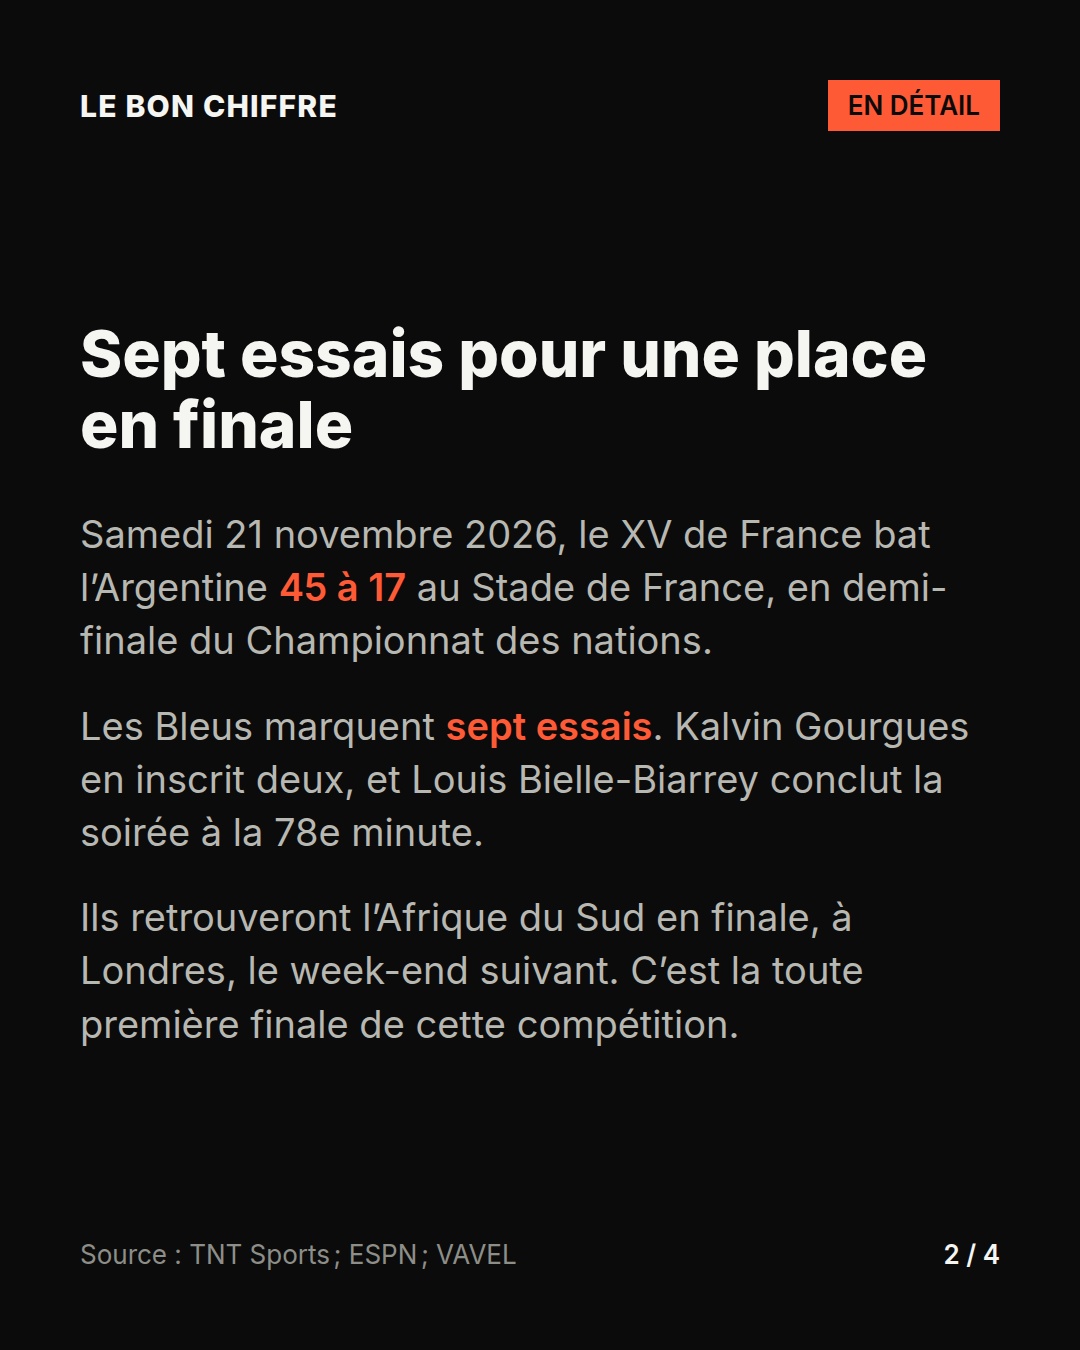 LE BON CHIFFRE
EN DÉTAIL
Sept essais pour une place
en finale
Samedi 21 novembre 2026, le XV de France bat
l’Argentine 45 à 17 au Stade de France, en demi-
finale du Championnat des nations.
Les Bleus marquent sept essais. Kalvin Gourgues
en inscrit deux, et Louis Bielle-Biarrey conclut la
soirée à la 78e minute.
Ils retrouveront l’Afrique du Sud en finale, à
Londres, le week-end suivant. C’est la toute
première finale de cette compétition.
Source : TNT Sports ; ESPN ; VAVEL
2 / 4